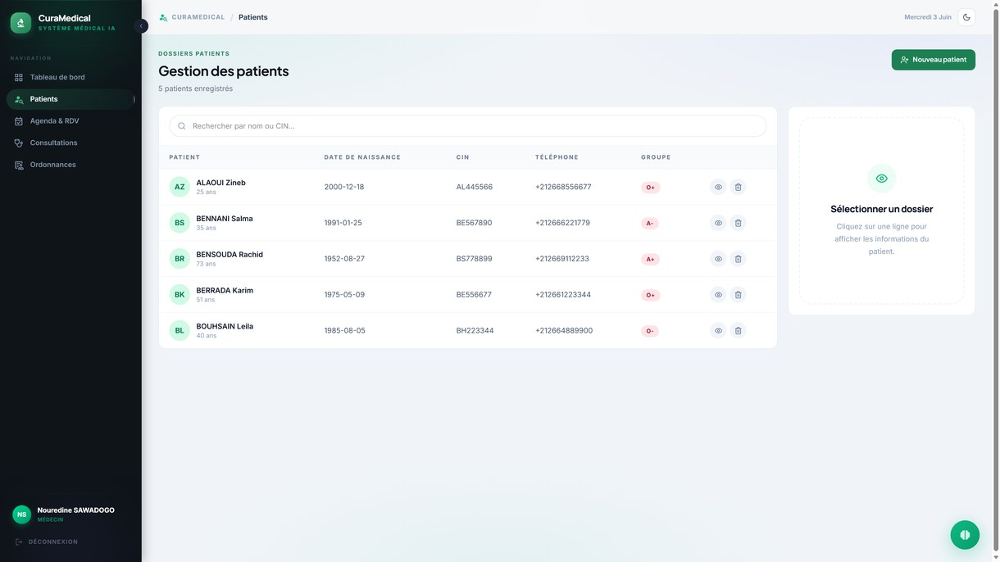 CuraMedical
SYSTÈME MÉDICAL IA
NAVIGATION
Tableau de bord
Patients
Agenda & RDV
Consultations
Ordonnances
NS
Nouredine SAWADOGO
MÉDECIN
DÉCONNEXION
CURAMEDICAL / Patients
Mercredi 3 Juin
DOSSIERS PATIENTS
Gestion des patients
5 patients enregistrés
Nouveau patient
Rechercher par nom ou CIN...
PATIENT DATE DE NAISSANCE CIN TÉLÉPHONE GROUPE
AZ ALAOUI Zineb 2000-12-18 AL445566 +212668556677 O+
25 ans
BS BENNANI Salma 1991-01-25 BE567890 +212666221779 A-
35 ans
BR BENSOUDA Rachid 1952-08-27 BS778899 +212669112233 A+
73 ans
BK BERRADA Karim 1975-05-09 BE556677 +212661223344 O+
51 ans
BL BOUHSAIN Leila 1985-08-05 BH223344 +212664889900 O-
40 ans
Sélectionner un dossier
Cliquez sur une ligne pour
afficher les informations du
patient.